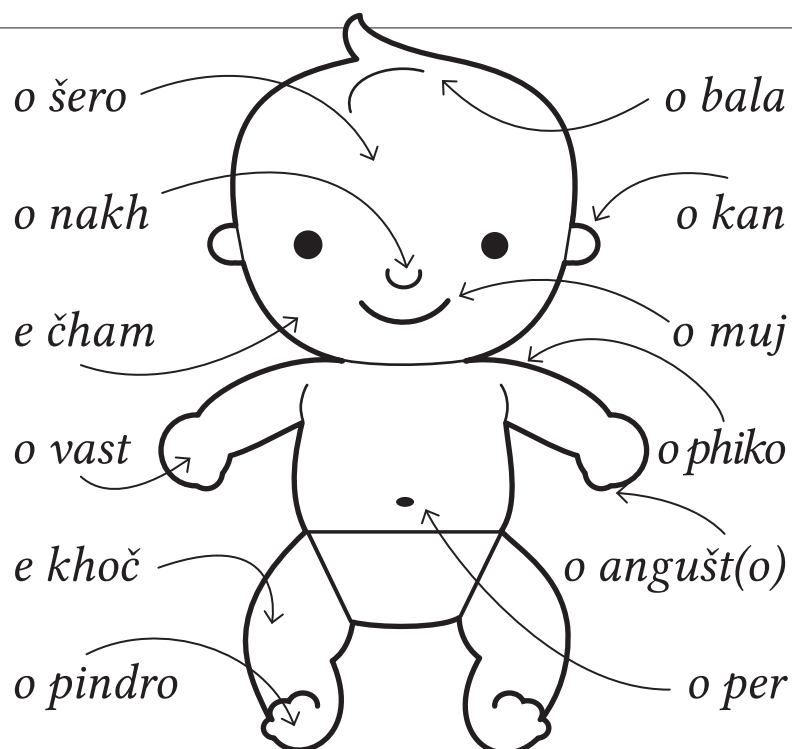 o šero
o bala
o nakh
o kan
e čham
o muj
o vast
o phiko
e khoč
o angušt(o)
o pindro
o per